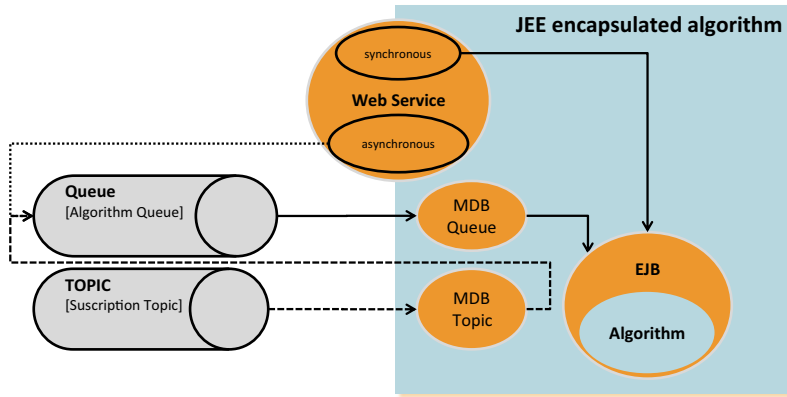 JEE encapsulated algorithm
synchronous
Web Service
asynchronous
Queue
[Algorithm Queue]
MDB
Queue
TOPIC
[Suscription Topic]
MDB
Topic
EJB
Algorithm